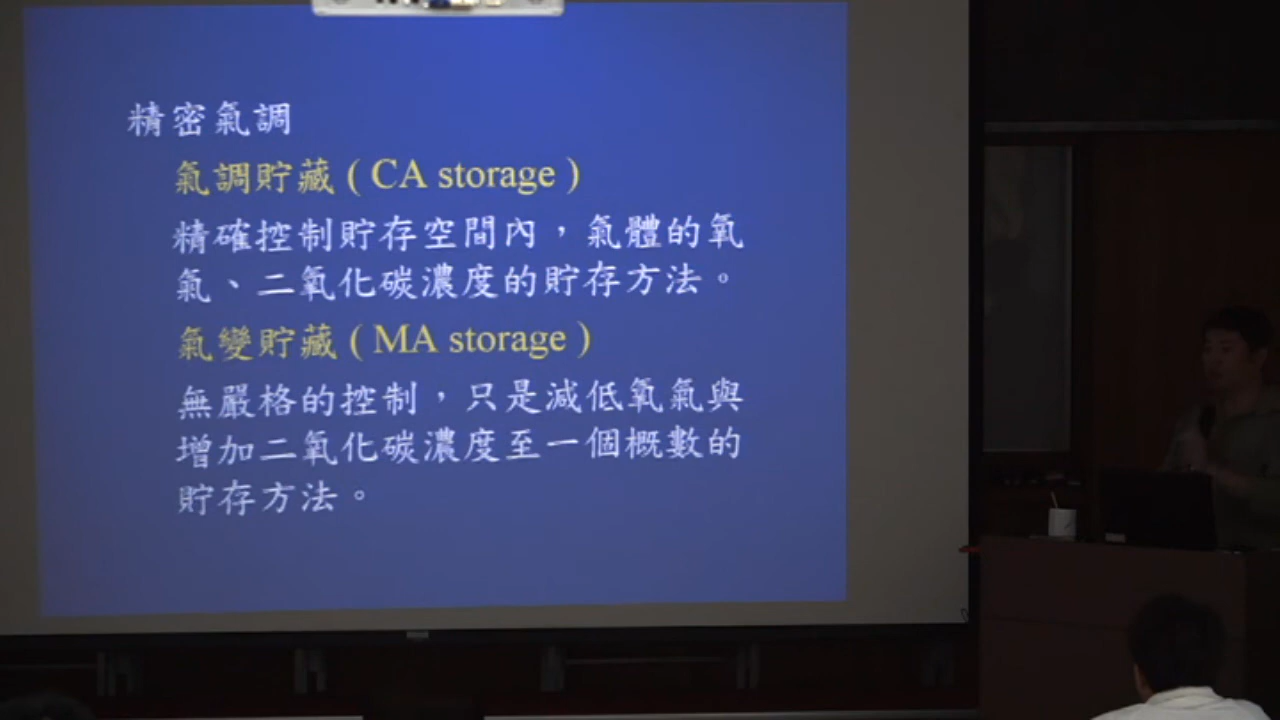 精密氣調
氣調貯藏 ( CA storage )
精確控制貯存空間內，氣體的氧
氣、二氧化碳濃度的貯存方法。
氣變貯藏 ( MA storage )
無嚴格的控制，只是減低氧氣與
增加二氧化碳濃度至一個概數的
貯存方法。